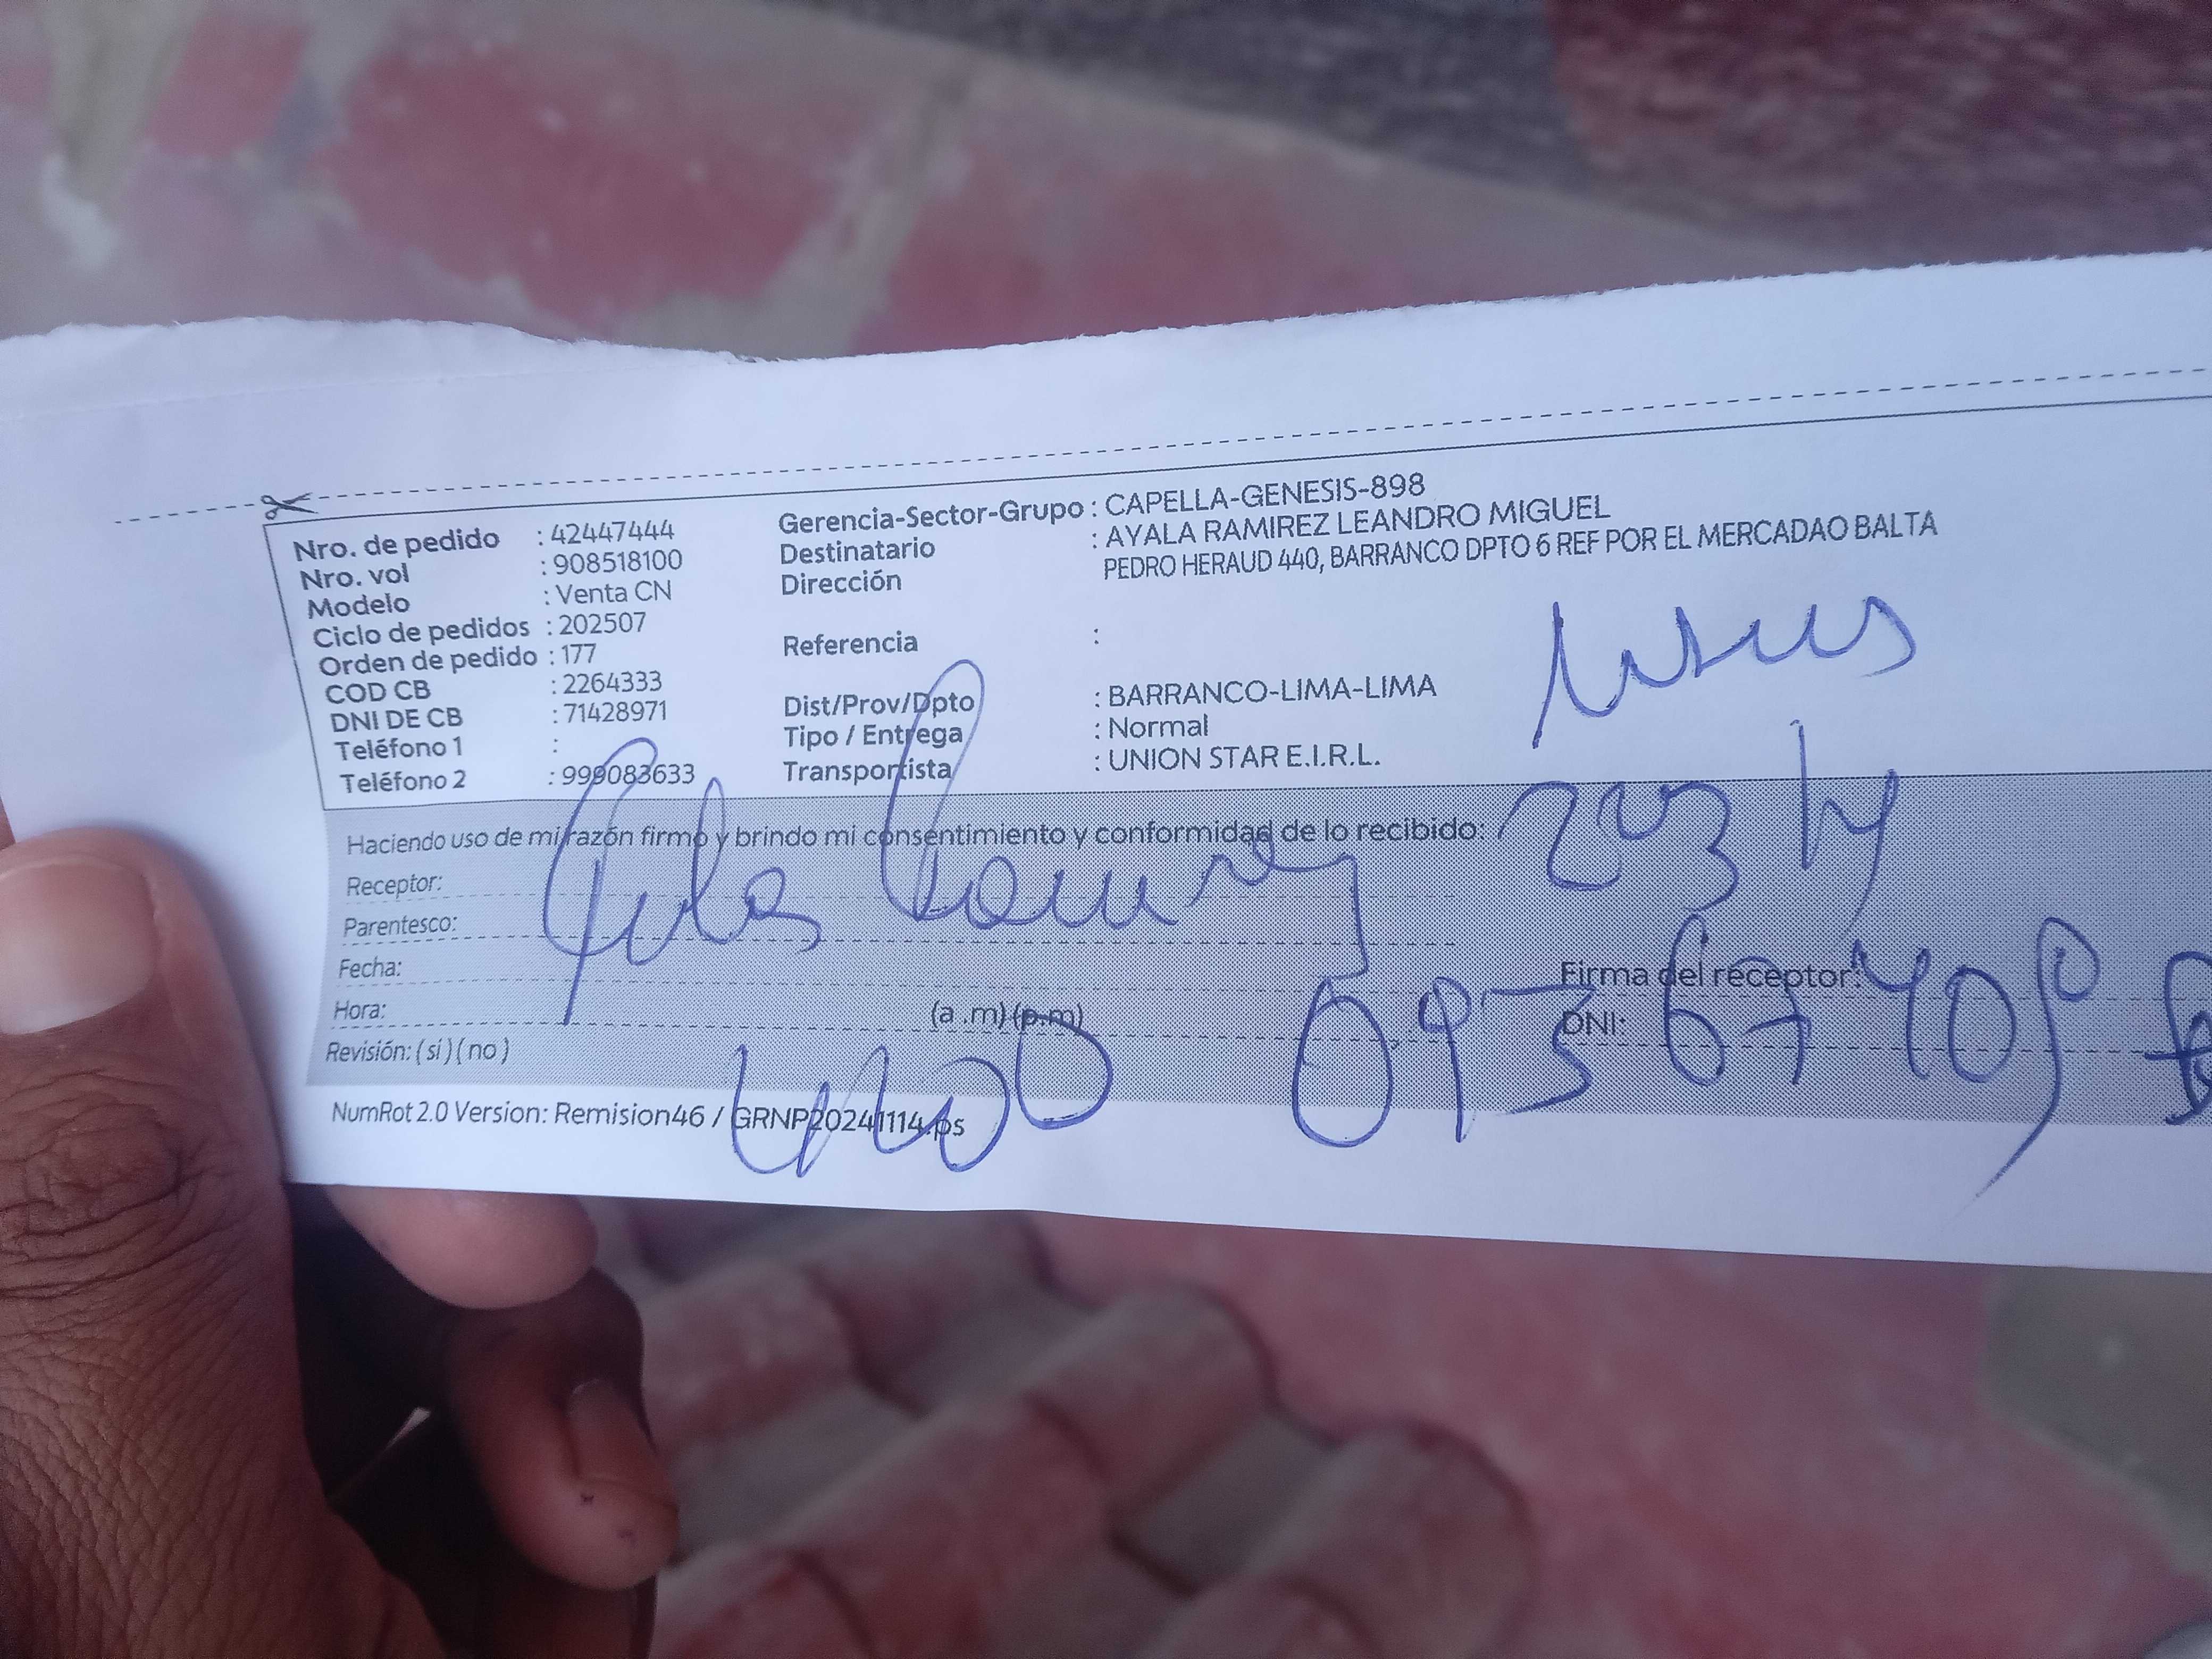 Nro. de pedido : 42447444
Nro. vol : 908518100
Modelo : Venta CN
Ciclo de pedidos : 202507
Orden de pedido : 177
COD CB : 2264333
DNI DE CB : 71428971
Teléfono 1 :
Teléfono 2 : 999083633
Gerencia-Sector-Grupo : CAPELLA-GENESIS-898
Destinatario : AYALA RAMIREZ LEANDRO MIGUEL
Dirección PEDRO HERAUD 440, BARRANCO DPTO 6 REF POR EL MERCADAO BALTA
Referencia :
Dist/Prov/Dpto : BARRANCO-LIMA-LIMA
Tipo / Entrega : Normal
Transportista : UNION STAR E.I.R.L.
Haciendo uso de mi razón firmo y brindo mi consentimiento y conformidad de lo recibido:
Receptor:
Parentesco:
Fecha:
Hora: (a .m) (p.m)
Revisión: ( si ) ( no )
Firma del receptor:
DNI:
NumRot 2.0 Version: Remision46 / GRNP20241114.ps